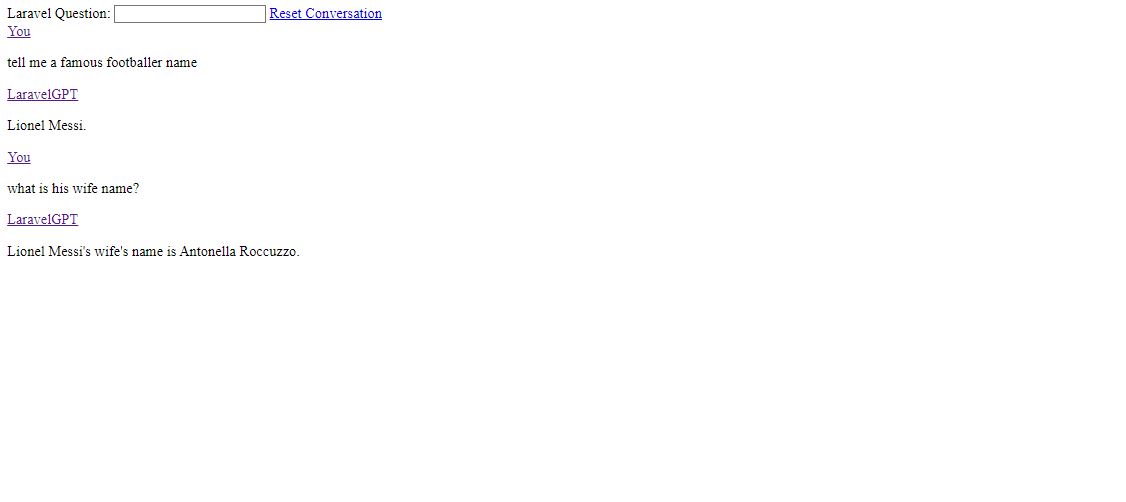 Laravel Question: Reset Conversation
You
tell me a famous footballer name
LaravelGPT
Lionel Messi.
You
what is his wife name?
LaravelGPT
Lionel Messi's wife's name is Antonella Roccuzzo.